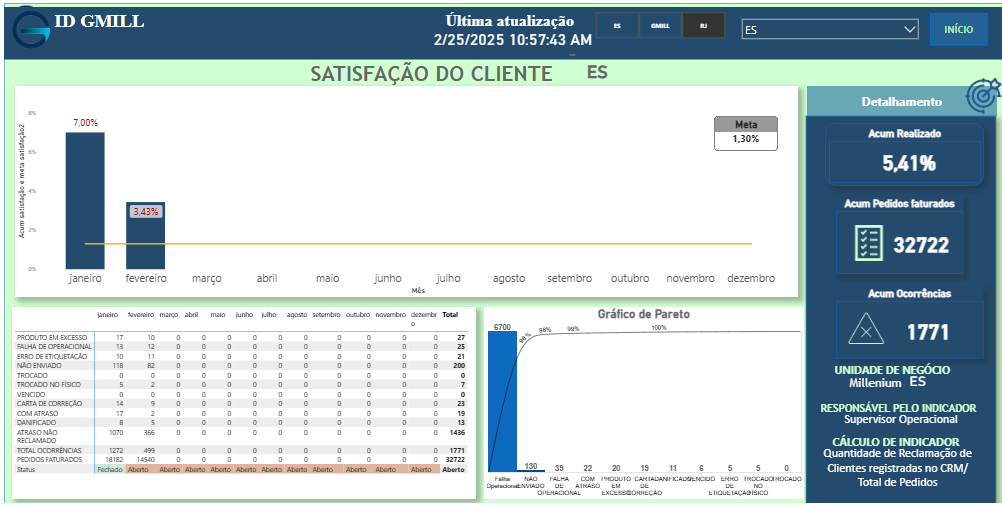 ID GMILL
Última atualização
2/25/2025 10:57:43 AM
ES
GMILL
RJ
ES
INÍCIO
SATISFAÇÃO DO CLIENTE ES
Acum satisfação e meta satisfação2
8%
6%
4%
2%
0%
7,00%
3,43%
Meta
1,30%
janeiro fevereiro março abril maio junho julho agosto setembro outubro novembro dezembro
Mês
Detalhamento
Acum Realizado
5,41%
Acum Pedidos faturados
32722
Acum Ocorrências
1771
UNIDADE DE NEGÓCIO
Millenium ES
RESPONSÁVEL PELO INDICADOR
Supervisor Operacional
CÁLCULO DE INDICADOR
Quantidade de Reclamação de
Clientes registradas no CRM/
Total de Pedidos
janeiro fevereiro março abril maio junho julho agosto setembro outubro novembro dezembr Total
o
PRODUTO EM EXCESSO 17 10 0 0 0 0 0 0 0 0 0 0 27
FALHA DE OPERACIONAL 13 12 0 0 0 0 0 0 0 0 0 0 25
ERRO DE ETIQUETAÇÃO 10 11 0 0 0 0 0 0 0 0 0 0 21
NÃO ENVIADO 118 82 0 0 0 0 0 0 0 0 0 0 200
TROCADO 0 0 0 0 0 0 0 0 0 0 0 0 0
TROCADO NO FÍSICO 5 2 0 0 0 0 0 0 0 0 0 0 7
VENCIDO 0 0 0 0 0 0 0 0 0 0 0 0 0
CARTA DE CORREÇÃO 14 9 0 0 0 0 0 0 0 0 0 0 23
COM ATRASO 17 2 0 0 0 0 0 0 0 0 0 0 19
DANIFICADO 8 5 0 0 0 0 0 0 0 0 0 0 13
ATRASO NÃO 1070 366 0 0 0 0 0 0 0 0 0 0 1436
RECLAMADO
TOTAL OCORRÊNCIAS 1272 499 0 0 0 0 0 0 0 0 0 0 1771
PEDIDOS FATURADOS 18182 14540 0 0 0 0 0 0 0 0 0 0 32722
Status Fechado Aberto Aberto Aberto Aberto Aberto Aberto Aberto Aberto Aberto Aberto Aberto Aberto
Gráfico de Pareto
6700
98% 99% 100%
130 39 22 20 19 11 6 5 5 0
Falha NÃO FALHA COM PRODUTO CARTA DANIFICADO VENCIDO ERRO TROCADO TROCADO
Operacional ENVIADO DE ATRASO EM DE DE NO
OPERACIONAL EXCESSO CORREÇÃO ETIQUETAÇÃO FÍSICO